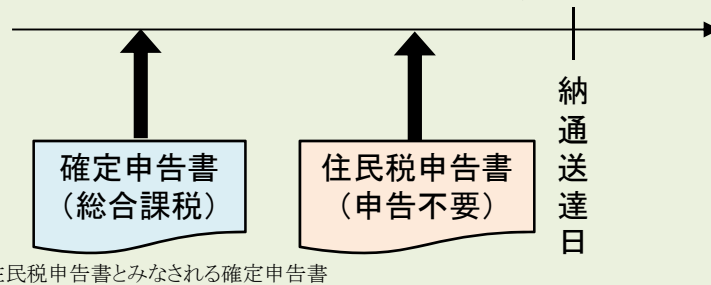 確定申告書
（総合課税）
住民税申告書
（申告不要）
納通送達日
民税申告書とみなされる確定申告書